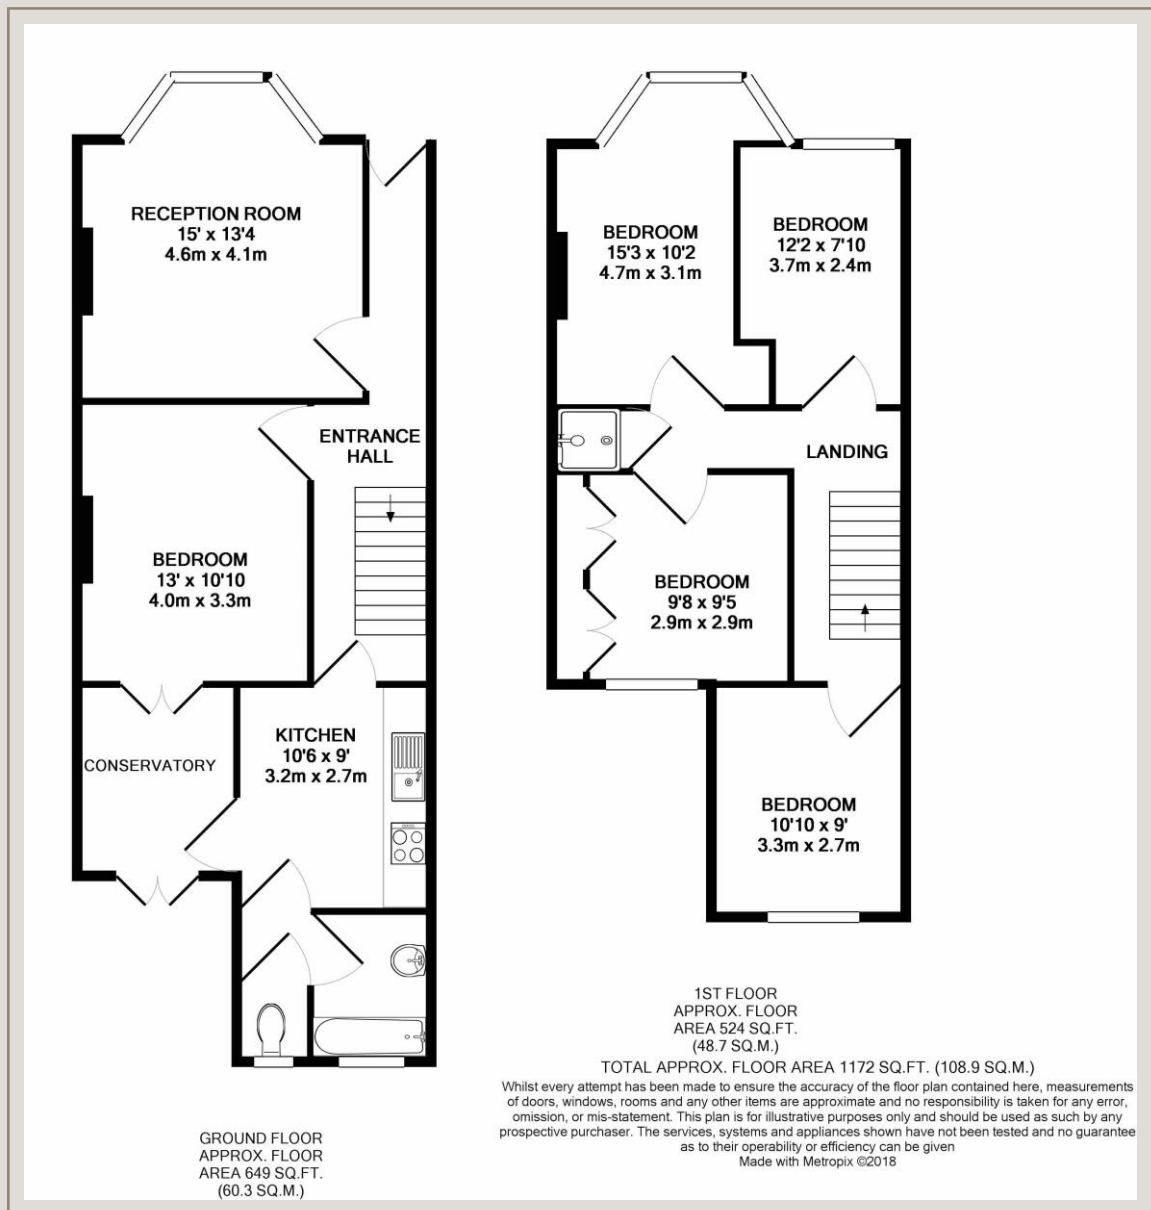 RECEPTION ROOM
15' x 13'4
4.6m x 4.1m
ENTRANCE
HALL
BEDROOM
13' x 10'10
4.0m x 3.3m
KITCHEN
10'6 x 9'
3.2m x 2.7m
CONSERVATORY
GROUND FLOOR
APPROX. FLOOR
AREA 649 SQ.FT.
(60.3 SQ.M.)
BEDROOM
15'3 x 10'2
4.7m x 3.1m
BEDROOM
12'2 x 7'10
3.7m x 2.4m
LANDING
BEDROOM
9'8 x 9'5
2.9m x 2.9m
BEDROOM
10'10 x 9'
3.3m x 2.7m
1ST FLOOR
APPROX. FLOOR
AREA 524 SQ.FT.
(48.7 SQ.M.)
TOTAL APPROX. FLOOR AREA 1172 SQ.FT. (108.9 SQ.M.)
Whilst every attempt has been made to ensure the accuracy of the floor plan contained here, measurements
of doors, windows, rooms and any other items are approximate and no responsibility is taken for any error,
omission, or mis-statement. This plan is for illustrative purposes only and should be used as such by any
prospective purchaser. The services, systems and appliances shown have not been tested and no guarantee
as to their operability or efficiency can be given
Made with Metropix ©2018